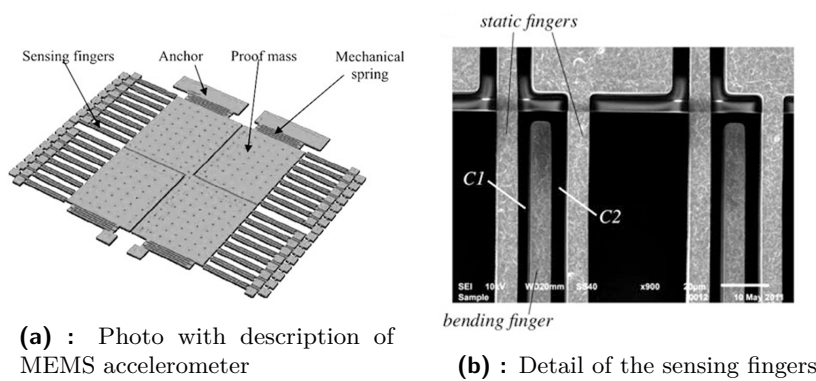 Sensing fingers
Anchor
Proof mass
Mechanical
spring
static fingers
C1
C2
SEI 10kV WD20mm SS40 x900 20µm
Sample 0012 10 May 2011
bending finger
(a) : Photo with description of
MEMS accelerometer
(b) : Detail of the sensing fingers